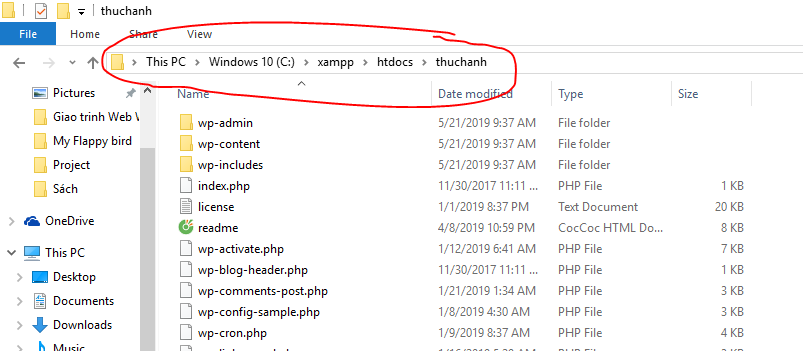 thuchanh
File Home Share View
This PC Windows 10 (C:) xampp htdocs thuchanh
Name Date modified Type Size
Pictures
Giao trinh Web W
My Flappy bird
Project
Sách
OneDrive
This PC
Desktop
Documents
Downloads
Music
wp-admin 5/21/2019 9:37 AM File folder
wp-content 5/21/2019 9:37 AM File folder
wp-includes 5/21/2019 9:37 AM File folder
index.php 11/30/2017 11:11 ... PHP File 1 KB
license 1/1/2019 8:37 PM Text Document 20 KB
readme 4/8/2019 10:59 PM CocCoc HTML Do... 8 KB
wp-activate.php 1/12/2019 6:41 AM PHP File 7 KB
wp-blog-header.php 11/30/2017 11:11 ... PHP File 1 KB
wp-comments-post.php 1/21/2019 1:34 AM PHP File 3 KB
wp-config-sample.php 1/8/2019 4:30 AM PHP File 3 KB
wp-cron.php 1/9/2019 8:37 AM PHP File 4 KB